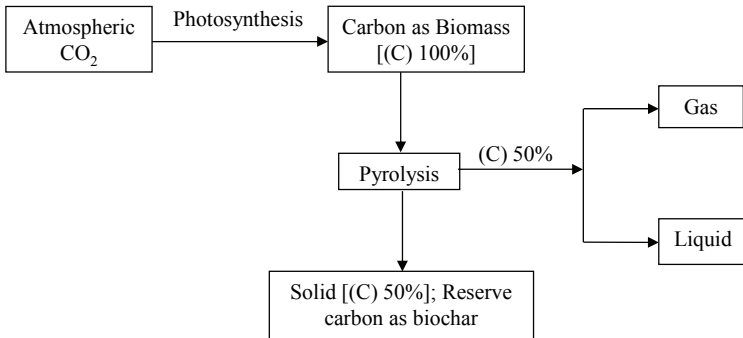 Atmospheric
CO₂
Photosynthesis
Carbon as Biomass
[(C) 100%]
Pyrolysis
(C) 50%
Gas
Liquid
Solid [(C) 50%]; Reserve
carbon as biochar